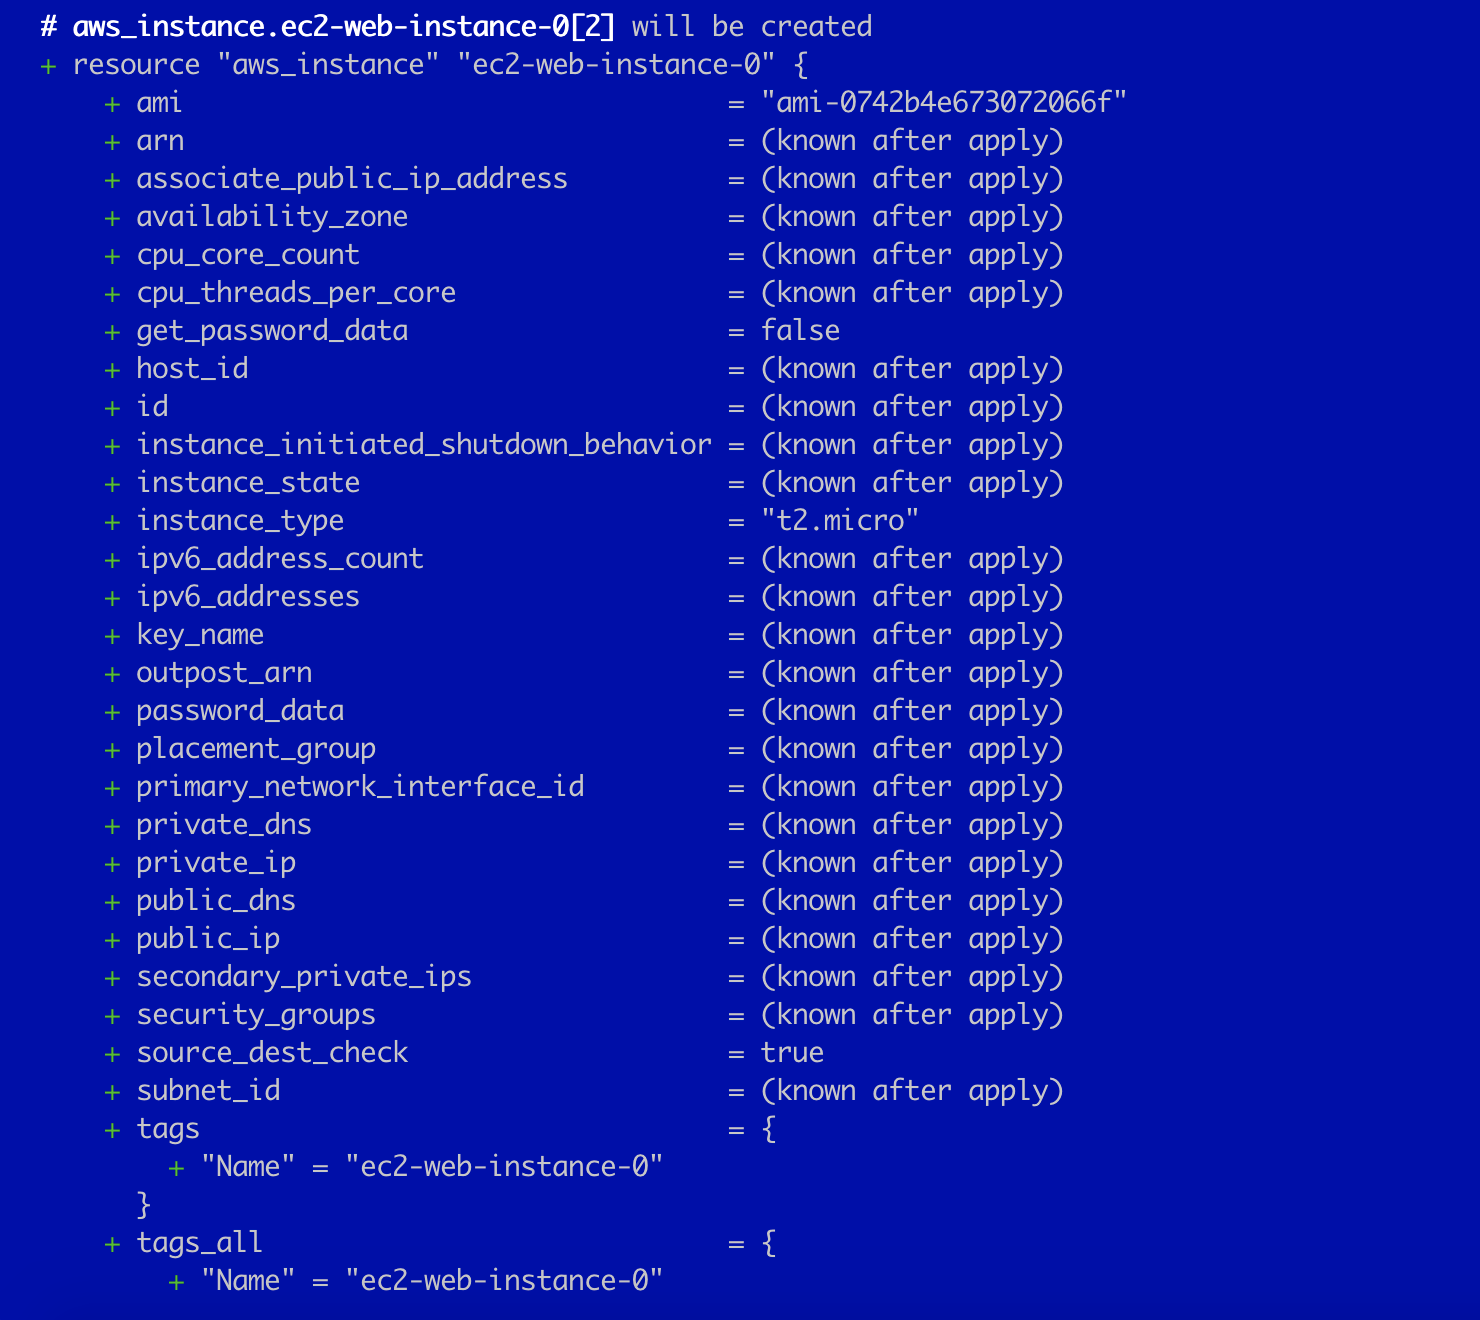 # aws_instance.ec2-web-instance-0[2] will be created
+ resource "aws_instance" "ec2-web-instance-0" {
+ ami = "ami-0742b4e673072066f"
+ arn = (known after apply)
+ associate_public_ip_address = (known after apply)
+ availability_zone = (known after apply)
+ cpu_core_count = (known after apply)
+ cpu_threads_per_core = (known after apply)
+ get_password_data = false
+ host_id = (known after apply)
+ id = (known after apply)
+ instance_initiated_shutdown_behavior = (known after apply)
+ instance_state = (known after apply)
+ instance_type = "t2.micro"
+ ipv6_address_count = (known after apply)
+ ipv6_addresses = (known after apply)
+ key_name = (known after apply)
+ outpost_arn = (known after apply)
+ password_data = (known after apply)
+ placement_group = (known after apply)
+ primary_network_interface_id = (known after apply)
+ private_dns = (known after apply)
+ private_ip = (known after apply)
+ public_dns = (known after apply)
+ public_ip = (known after apply)
+ secondary_private_ips = (known after apply)
+ security_groups = (known after apply)
+ source_dest_check = true
+ subnet_id = (known after apply)
+ tags = {
+ "Name" = "ec2-web-instance-0"
}
+ tags_all = {
+ "Name" = "ec2-web-instance-0"